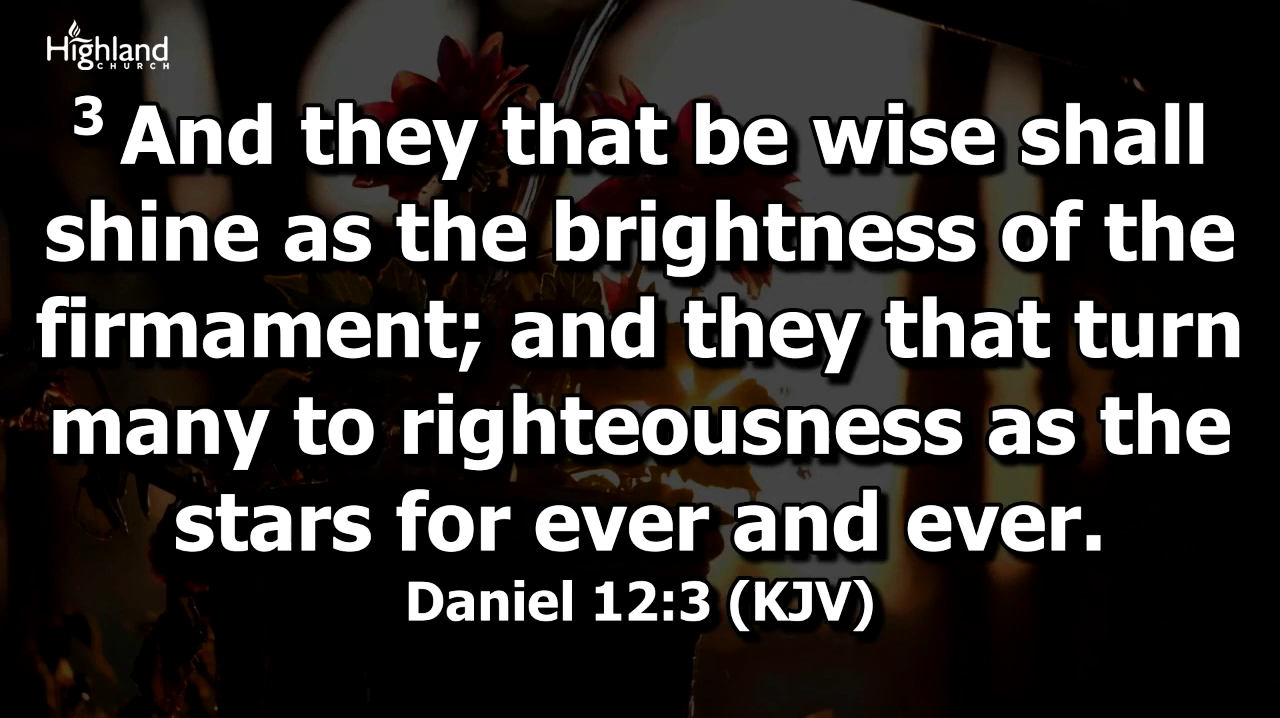 Highland
CHURCH
3 And they that be wise shall
shine as the brightness of the
firmament; and they that turn
many to righteousness as the
stars for ever and ever.
Daniel 12:3 (KJV)